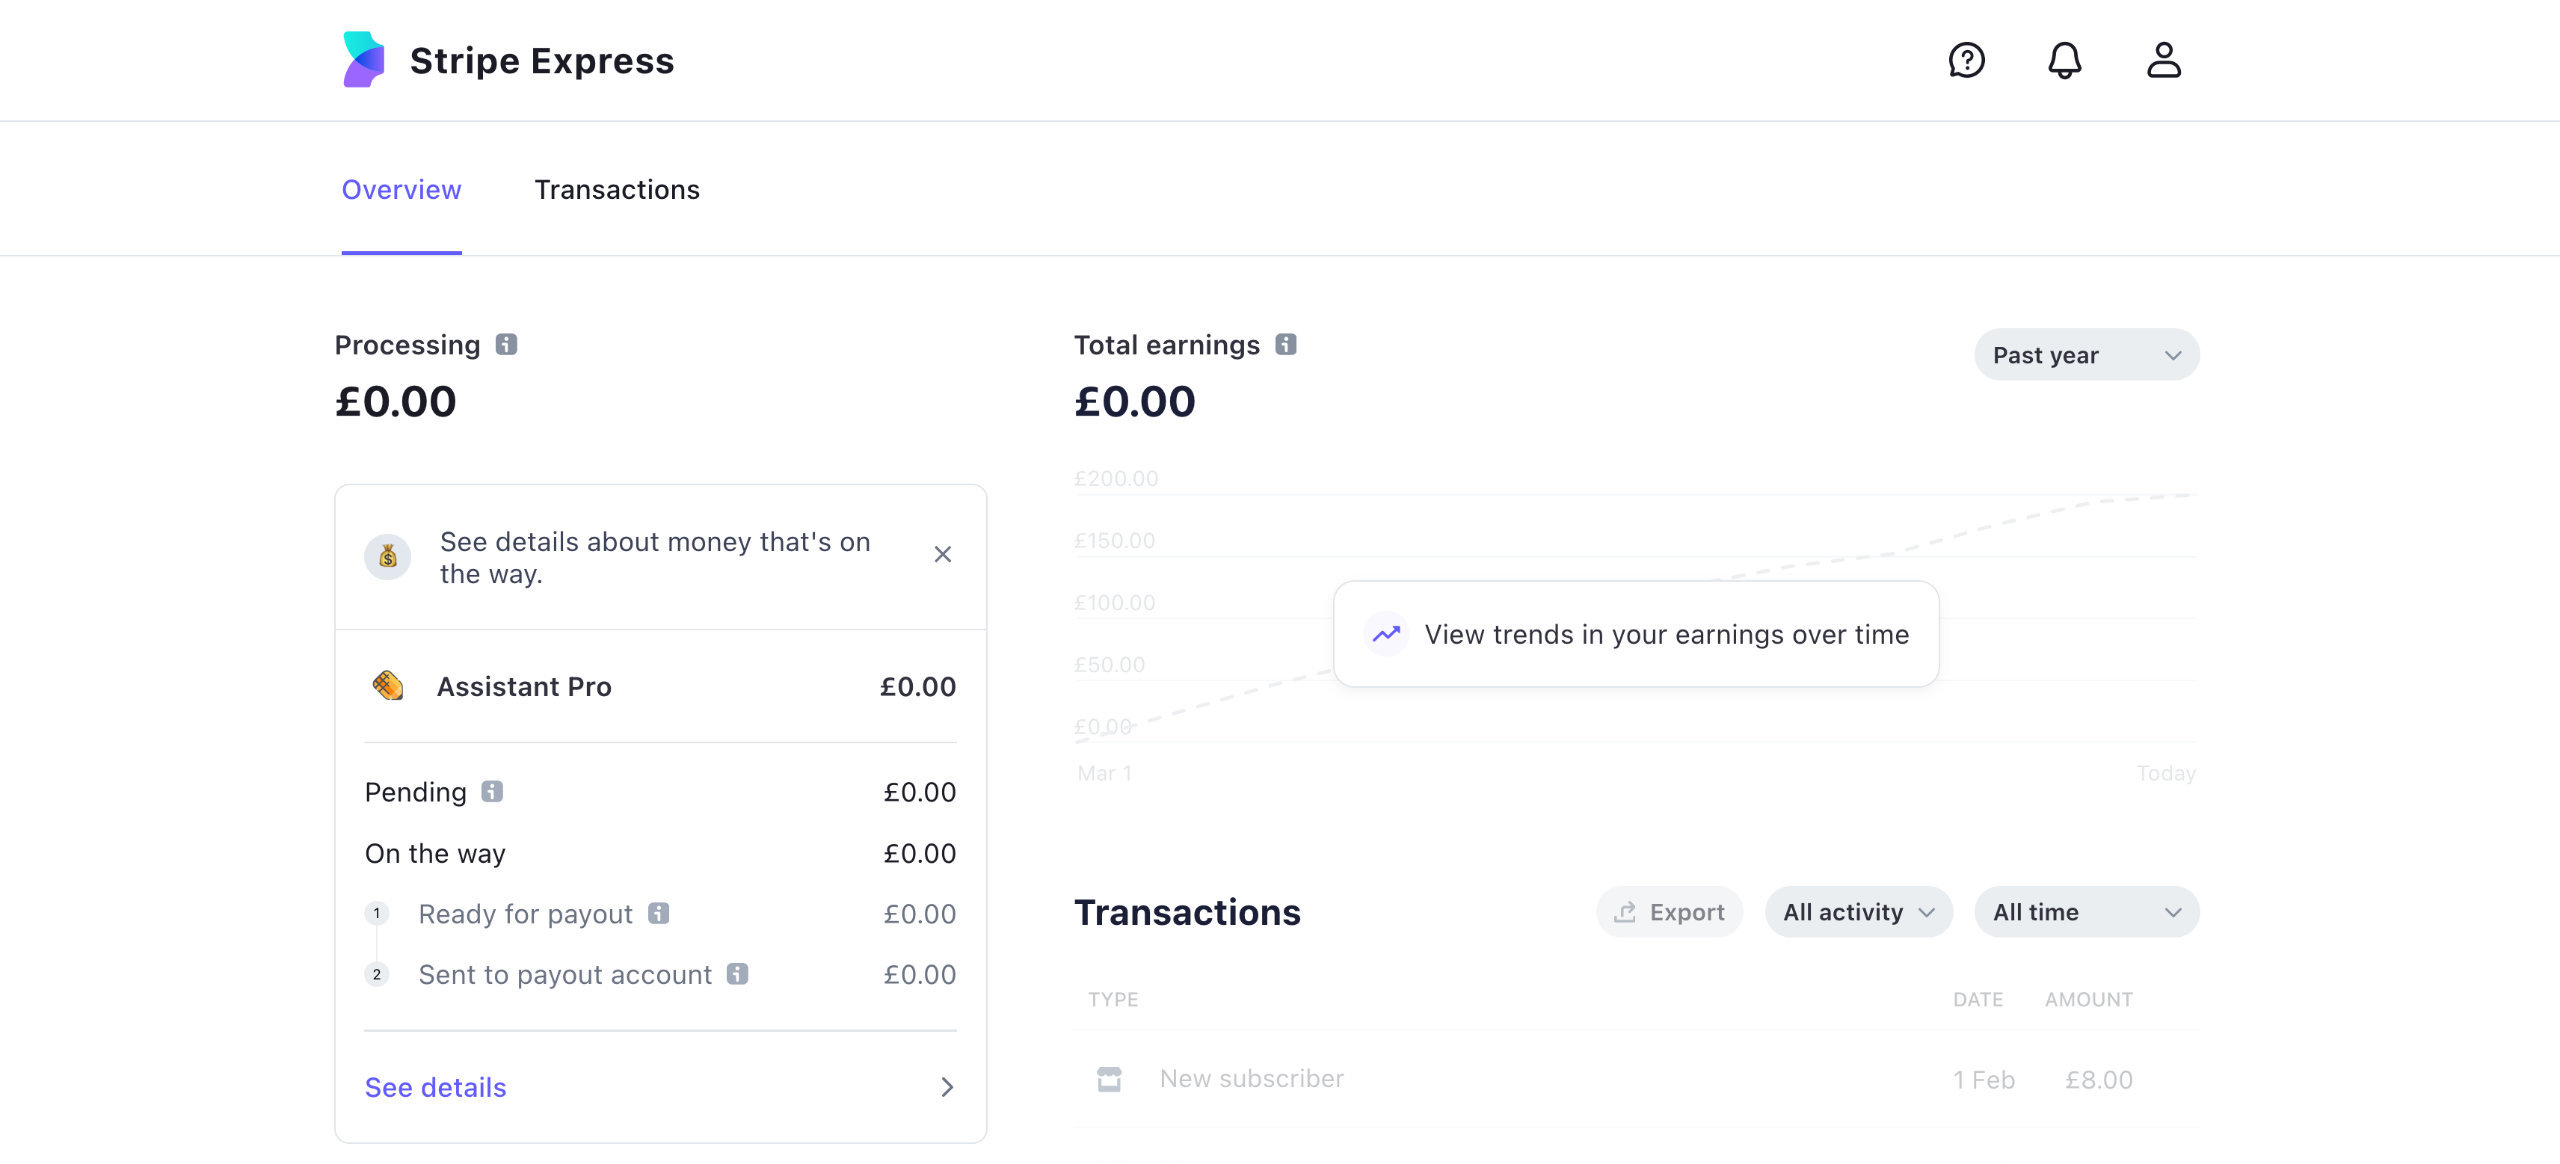 Stripe Express
Overview
Transactions
Processing
£0.00
See details about money that's on
the way.
Assistant Pro
£0.00
Pending
£0.00
On the way
£0.00
1
Ready for payout
£0.00
2
Sent to payout account
£0.00
See details
Total earnings
£0.00
Past year
£200.00
£150.00
£100.00
£50.00
£0.00
View trends in your earnings over time
Mar 1
Today
Transactions
Export
All activity
All time
TYPE
DATE
AMOUNT
New subscriber
1 Feb
£8.00